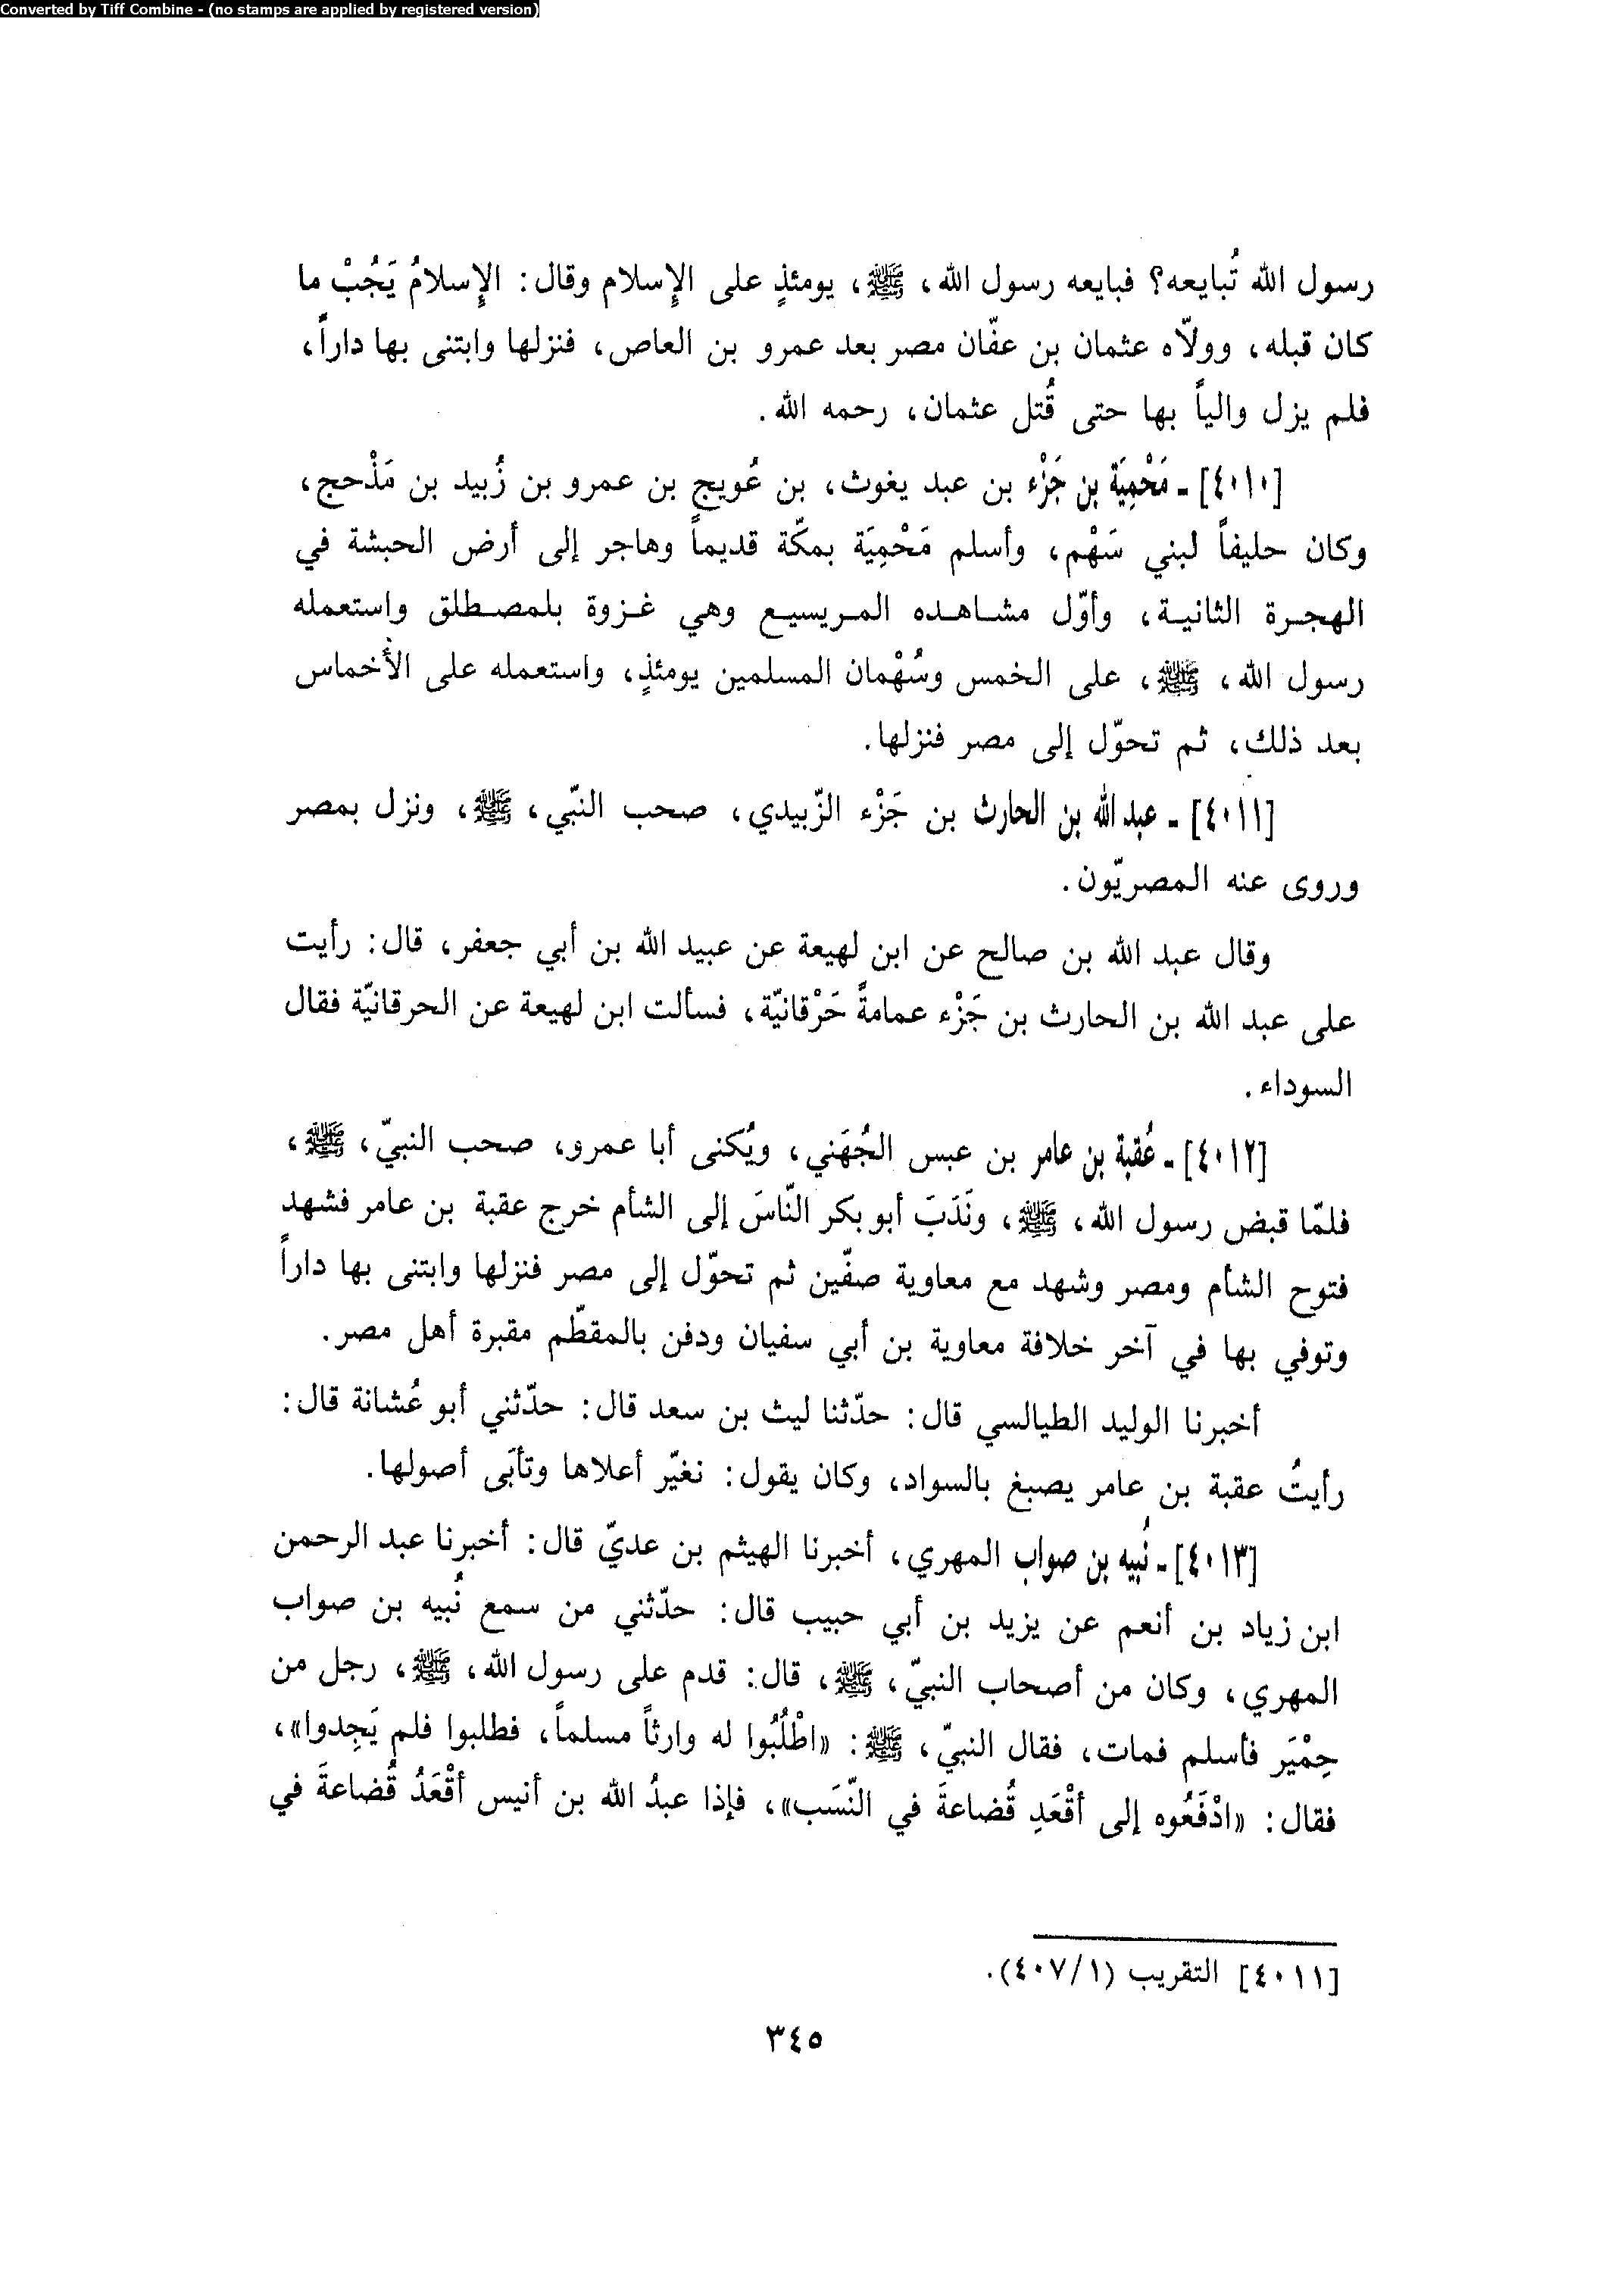 Converted by Tiff Combine - (no stamps are applied by registered version)
رسول الله تُبايعه؟ فبايعه رسول الله، ﷺ، يومئذٍ على الإسلام وقال: الإسلامُ يَجُبْ ما
كان قبله، وولّاه عثمان بن عفّان مصر بعد عمرو بن العاص، فنزلها وابتنى بها داراً،
فلم يزل والياً بها حتى قُتل عثمان، رحمه الله.
[٤٠١٠] ـ مَحْمِيَة بن جَزْء بن عبد يغوث، بن عُويج بن عمرو بن زُبيد بن مَذْحج،
وكان حليفاً لبني سَهْم، وأسلم مَحْمِيَة بمكّة قديماً وهاجر إلى أرض الحبشة في
الهجرة الثانية، وأوّل مشاهده المريسيع وهي غزوة بلمصطلق واستعمله
رسول الله، ﷺ، على الخمس وسُهْمان المسلمين يومئذٍ، واستعمله على الأخماس
بعد ذلك، ثم تحوّل إلى مصر فنزلها.
[٤٠١١] ـ عبد الله بن الحارث بن جَزْء الزّبيدي، صحب النّبي، ﷺ، ونزل بمصر
وروى عنه المصريّون.
وقال عبد الله بن صالح عن ابن لهيعة عن عبيد الله بن أبي جعفر، قال: رأيت
على عبد الله بن الحارث بن جَزْء عمامةً حَرْقانيّة، فسألت ابن لهيعة عن الحرقانيّة فقال
السوداء.
[٤٠١٢] ـ عُقبة بن عامر بن عبس الجُهَني، ويُكنى أبا عمرو، صحب النبيّ، ﷺ،
فلمّا قبض رسول الله، ﷺ، ونَدَبَ أبو بكر النّاسَ إلى الشأم خرج عقبة بن عامر فشهد
فتوح الشأم ومصر وشهد مع معاوية صفّين ثم تحوّل إلى مصر فنزلها وابتنى بها داراً
وتوفي بها في آخر خلافة معاوية بن أبي سفيان ودفن بالمقطّم مقبرة أهل مصر.
أخبرنا الوليد الطيالسي قال: حدّثنا ليث بن سعد قال: حدّثني أبو عُشانة قال:
رأيتُ عقبة بن عامر يصبغ بالسواد، وكان يقول: نغيّر أعلاها وتأبَى أصولها.
[٤٠١٣] ـ نُبيه بن صواب المهري، أخبرنا الهيثم بن عديّ قال: أخبرنا عبد الرحمن
ابن زياد بن أنعم عن يزيد بن أبي حبيب قال: حدّثني من سمع نُبيه بن صواب
المهري، وكان من أصحاب النبيّ، ﷺ، قال: قدم على رسول الله، ﷺ، رجل من
حِمْيَر فأسلم فمات، فقال النبيّ، ﷺ: «اطْلُبُوا له وارثاً مسلماً، فطلبوا فلم يَجِدوا»،
فقال: «ادْفَعُوه إلى أقْعَدِ قُضاعةَ في النّسَب»، فإذا عبدُ الله بن أنيس أقْعَدُ قُضاعةَ في
[٤٠١١] التقريب (٤٠٧/١).
٣٤٥